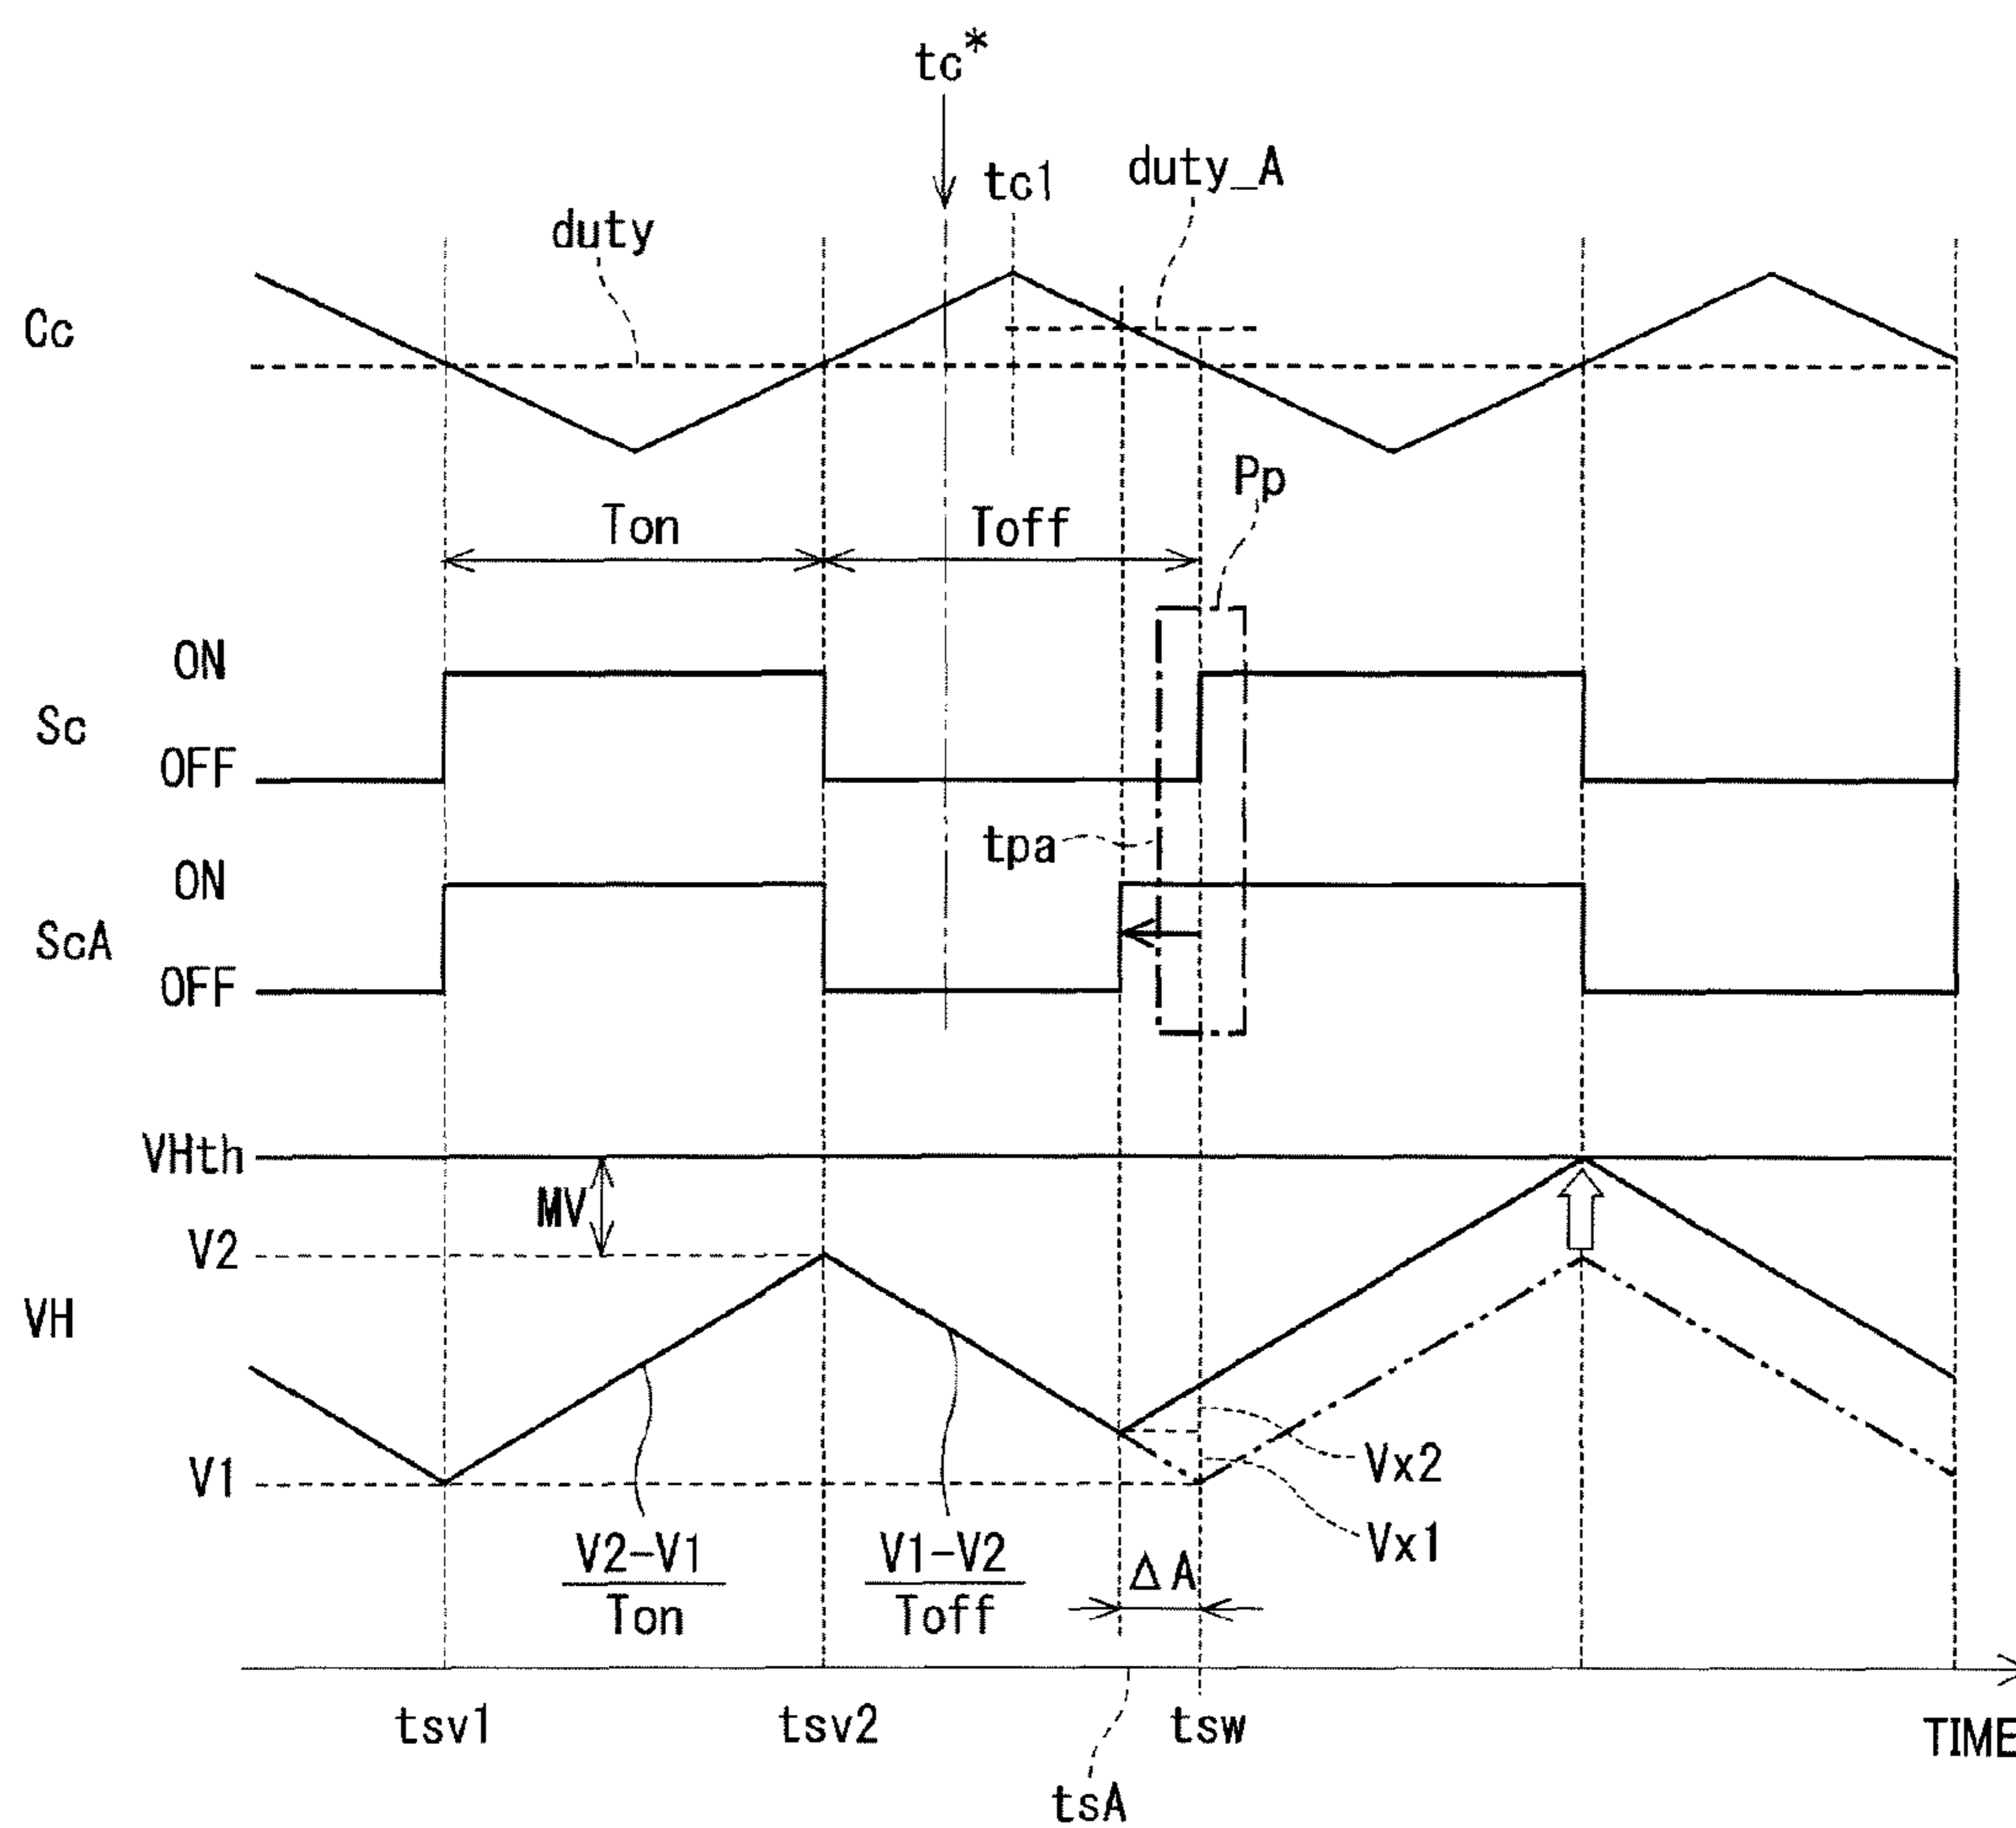 tc*
tc1
duty_A
duty
Cc
Pp
Ton
Toff
ON
Sc
OFF
tpa
ON
ScA
OFF
VHth
MV
V2
VH
V1
Vx2
Vx1
V2-V1
Ton
V1-V2
Toff
ΔA
tsv1
tsv2
tsw
TIME
tsA